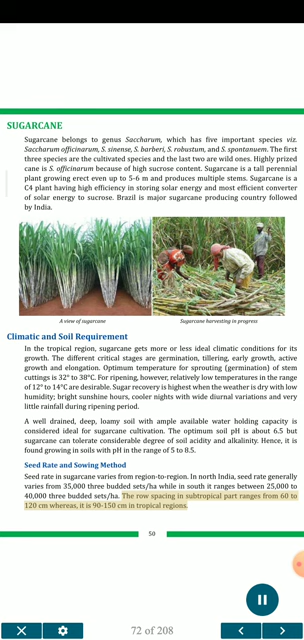 SUGARCANE
Sugarcane belongs to genus Saccharum, which has five important species viz.
Saccharum officinarum, S. sinense, S. barberi, S. robustum, and S. spontanuem. The first
three species are the cultivated species and the last two are wild ones. Highly prized
cane is S. officinarum because of high sucrose content. Sugarcane is a tall perennial
plant growing erect even up to 5-6 m and produces multiple stems. Sugarcane is a
C4 plant having high efficiency in storing solar energy and most efficient converter
of solar energy to sucrose. Brazil is major sugarcane producing country followed
by India.
A view of sugarcane
Sugarcane harvesting in progress
Climatic and Soil Requirement
In the tropical region, sugarcane gets more or less ideal climatic conditions for its
growth. The different critical stages are germination, tillering, early growth, active
growth and elongation. Optimum temperature for sprouting (germination) of stem
cuttings is 32° to 38°C. For ripening, however, relatively low temperatures in the range
of 12° to 14°C are desirable. Sugar recovery is highest when the weather is dry with low
humidity; bright sunshine hours, cooler nights with wide diurnal variations and very
little rainfall during ripening period.
A well drained, deep, loamy soil with ample available water holding capacity is
considered ideal for sugarcane cultivation. The optimum soil pH is about 6.5 but
sugarcane can tolerate considerable degree of soil acidity and alkalinity. Hence, it is
found growing in soils with pH in the range of 5 to 8.5.
Seed Rate and Sowing Method
Seed rate in sugarcane varies from region-to-region. In north India, seed rate generally
varies from 35,000 three budded sets/ha while in south it ranges between 25,000 to
40,000 three budded sets/ha. The row spacing in subtropical part ranges from 60 to
120 cm whereas, it is 90-150 cm in tropical regions.
50
72 of 208